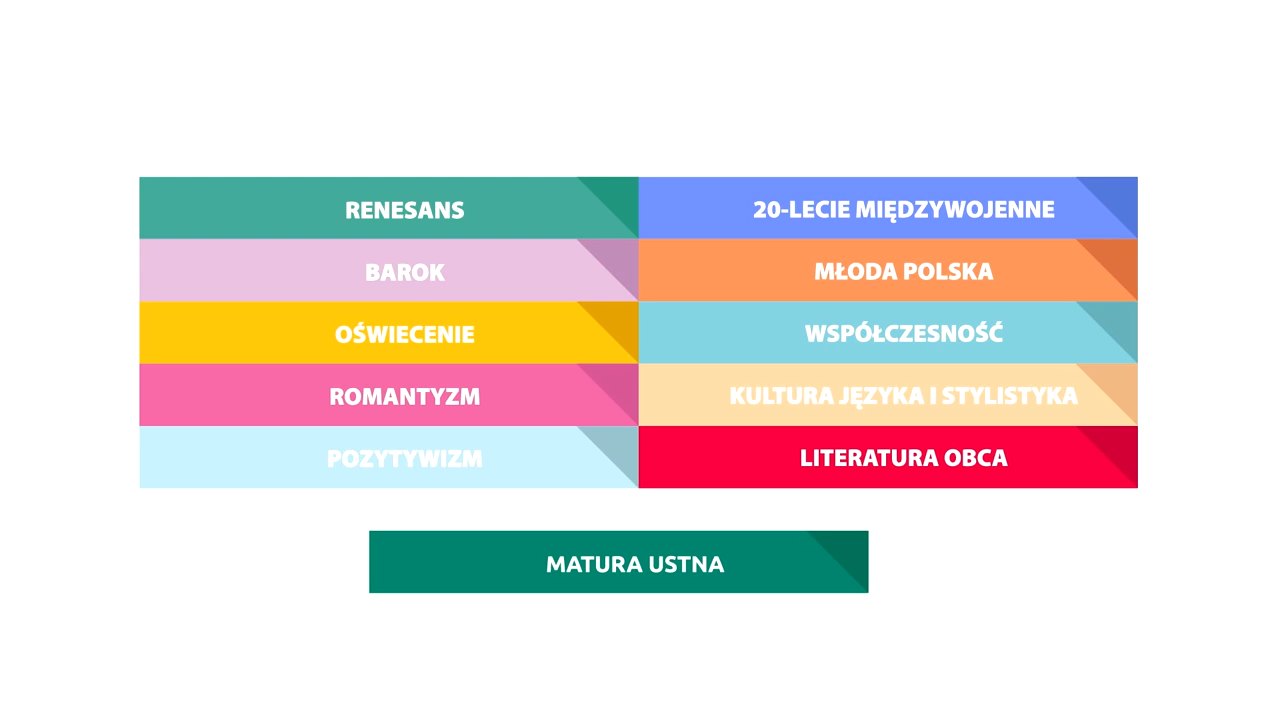 RENESANS
BAROK
OŚWIECENIE
ROMANTYZM
POZYTYWIZM
20-LECIE MIĘDZYWOJENNE
MŁODA POLSKA
WSPÓŁCZESNOŚĆ
KULTURA JĘZYKA I STYLISTYKA
LITERATURA OBCA
MATURA USTNA